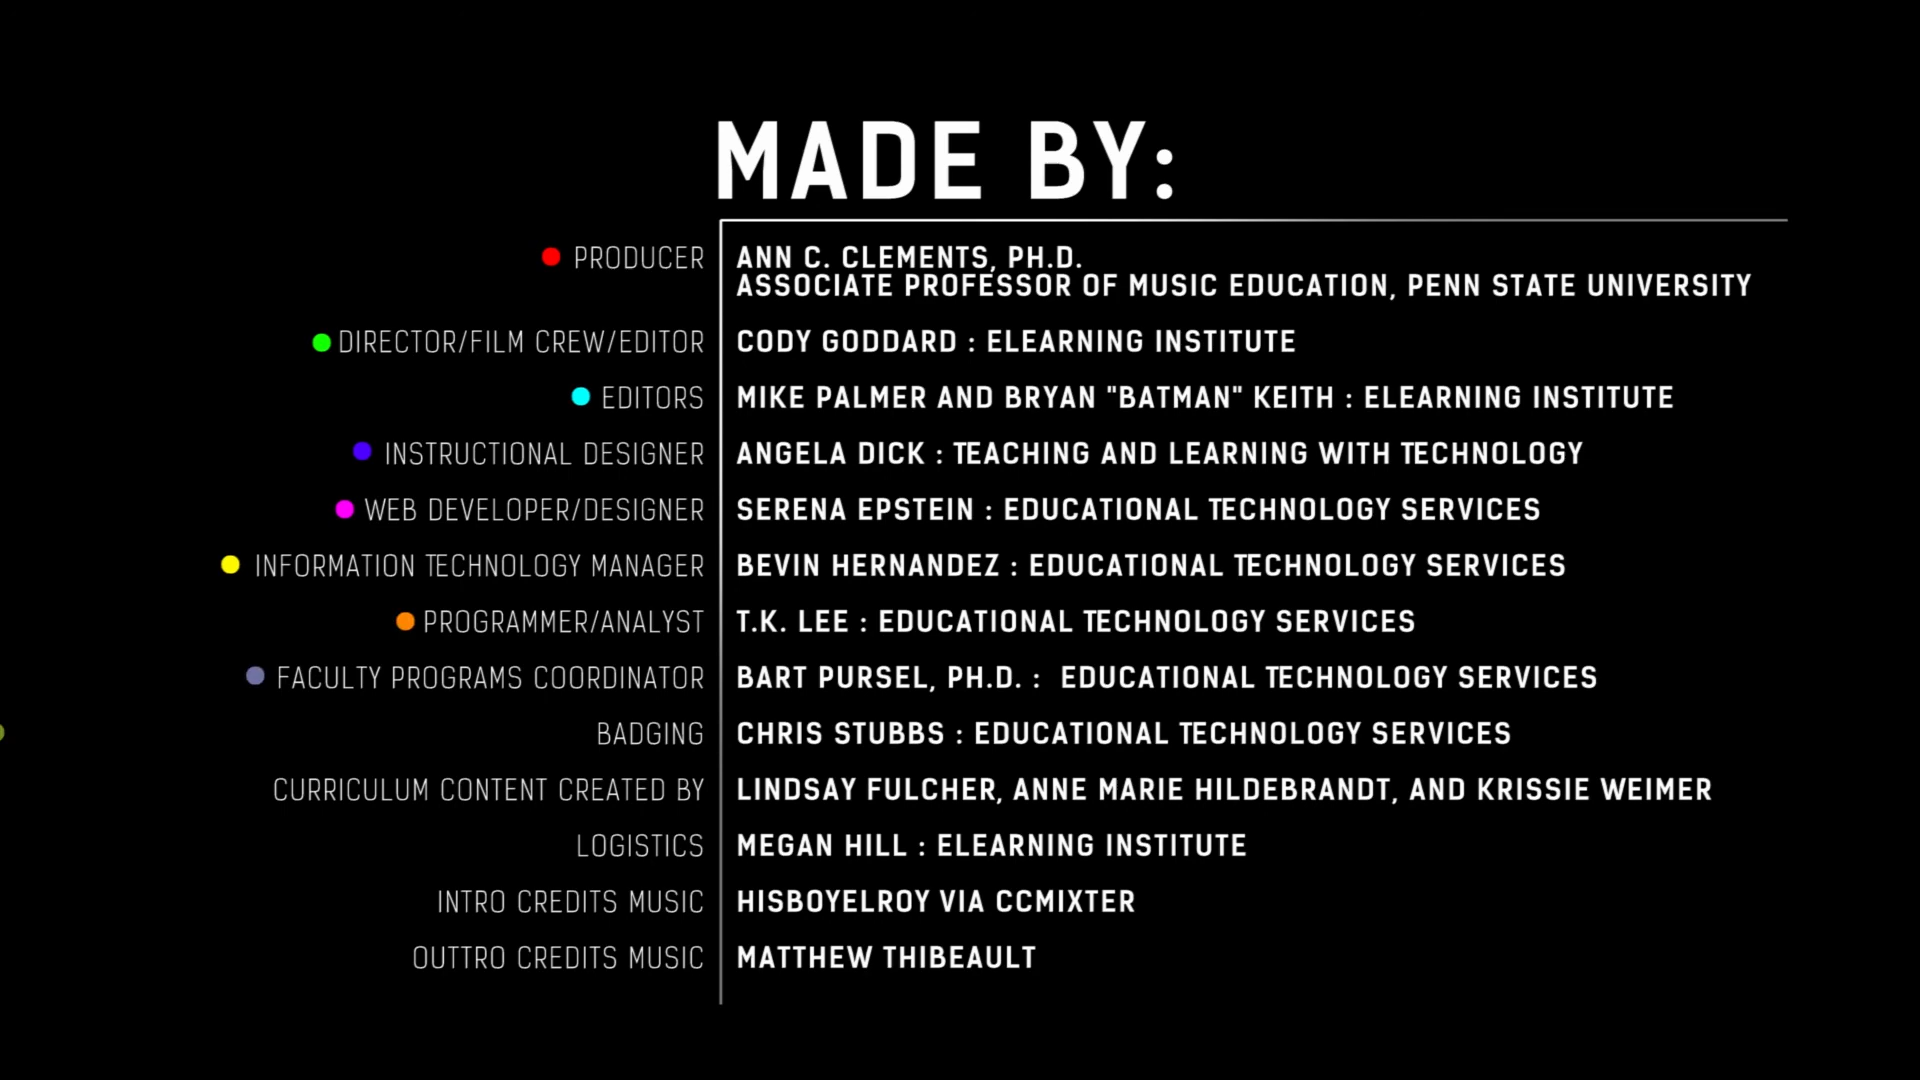 MADE BY:
PRODUCER ANN C. CLEMENTS, PH.D.
ASSOCIATE PROFESSOR OF MUSIC EDUCATION, PENN STATE UNIVERSITY
DIRECTOR/FILM CREW/EDITOR CODY GODDARD : ELEARNING INSTITUTE
EDITORS MIKE PALMER AND BRYAN "BATMAN" KEITH : ELEARNING INSTITUTE
INSTRUCTIONAL DESIGNER ANGELA DICK : TEACHING AND LEARNING WITH TECHNOLOGY
WEB DEVELOPER/DESIGNER SERENA EPSTEIN : EDUCATIONAL TECHNOLOGY SERVICES
INFORMATION TECHNOLOGY MANAGER BEVIN HERNANDEZ : EDUCATIONAL TECHNOLOGY SERVICES
PROGRAMMER/ANALYST T.K. LEE : EDUCATIONAL TECHNOLOGY SERVICES
FACULTY PROGRAMS COORDINATOR BART PURSEL, PH.D. : EDUCATIONAL TECHNOLOGY SERVICES
BADGING CHRIS STUBBS : EDUCATIONAL TECHNOLOGY SERVICES
CURRICULUM CONTENT CREATED BY LINDSAY FULCHER, ANNE MARIE HILDEBRANDT, AND KRISSIE WEIMER
LOGISTICS MEGAN HILL : ELEARNING INSTITUTE
INTRO CREDITS MUSIC HISBOYELROY VIA CCMIXTER
OUTTRO CREDITS MUSIC MATTHEW THIBEAULT